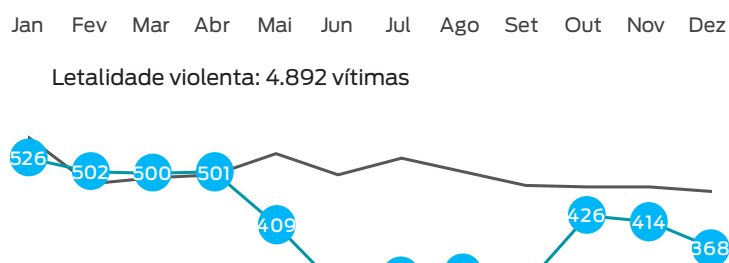 Jan Fev Mar Abr Mai Jun Jul Ago Set Out Nov Dez
Letalidade violenta: 4.892 vítimas
526 502 500 501 409 426 414 368